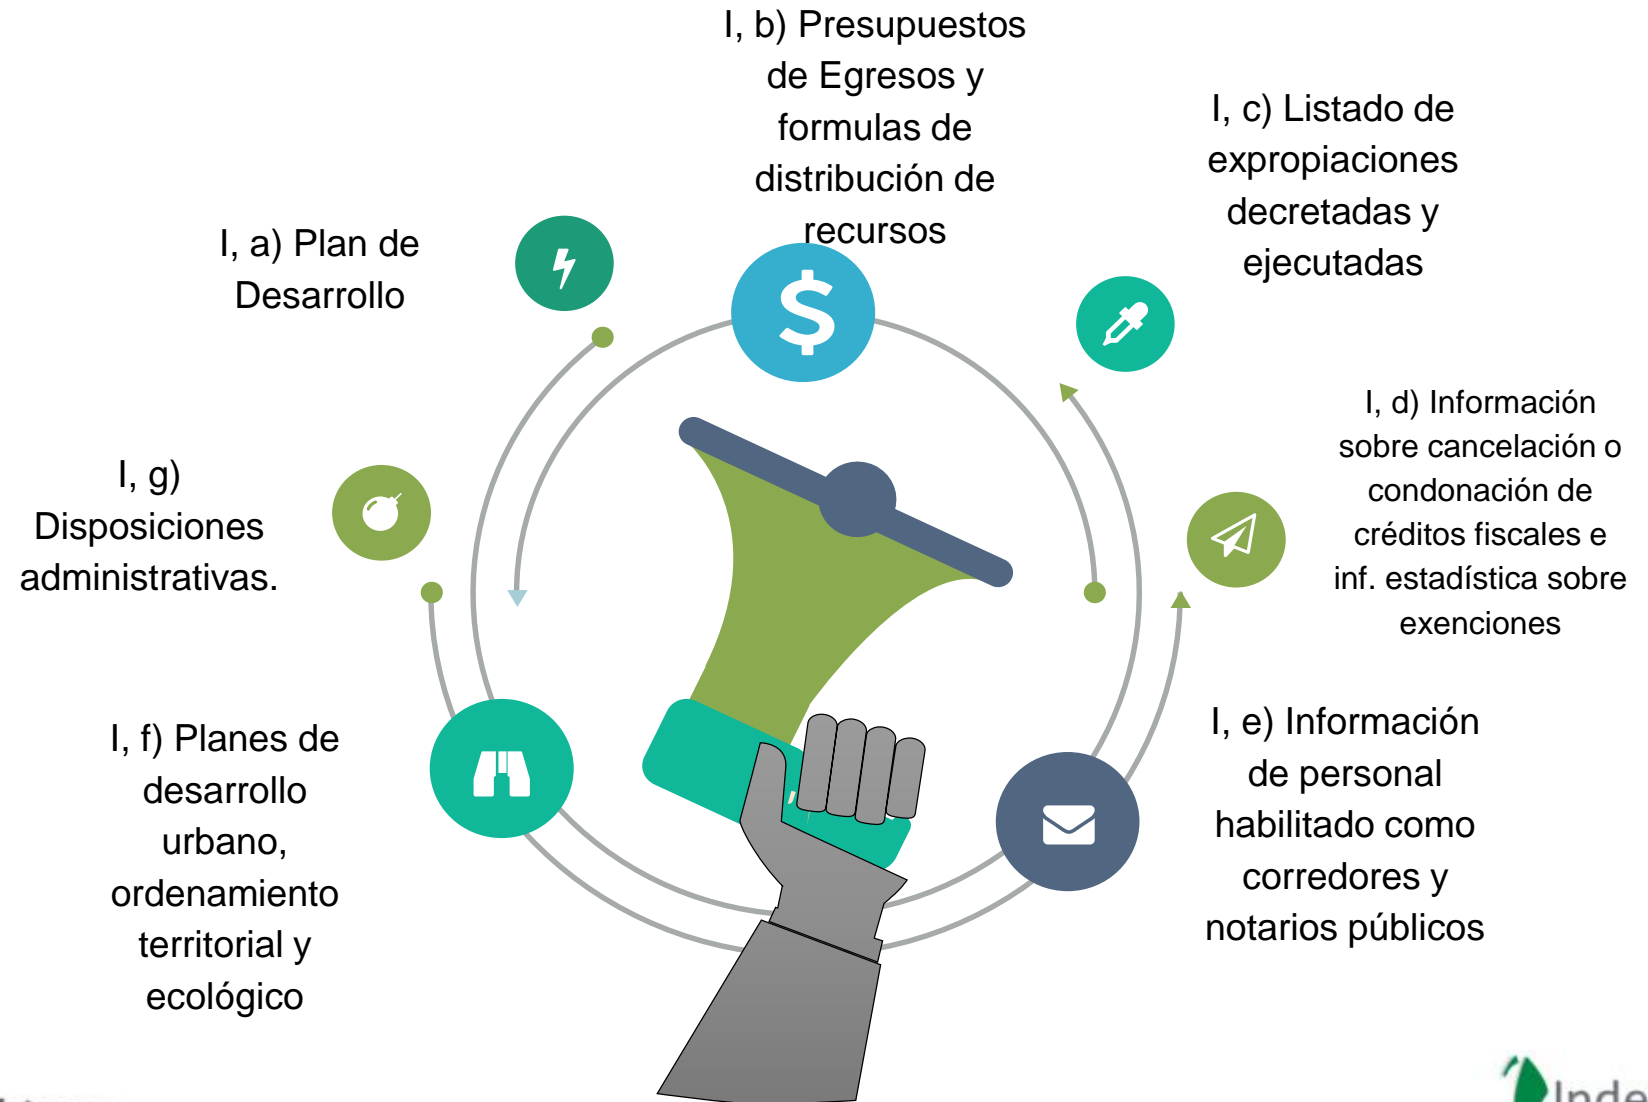 I, a) Plan de
Desarrollo
I, b) Presupuestos
de Egresos y
formulas de
distribución de
recursos
I, c) Listado de
expropiaciones
decretadas y
ejecutadas
I, d) Información
sobre cancelación o
condonación de
créditos fiscales e
inf. estadística sobre
exenciones
I, e) Información
de personal
habilitado como
corredores y
notarios públicos
I, f) Planes de
desarrollo
urbano,
ordenamiento
territorial y
ecológico
I, g)
Disposiciones
administrativas.
$